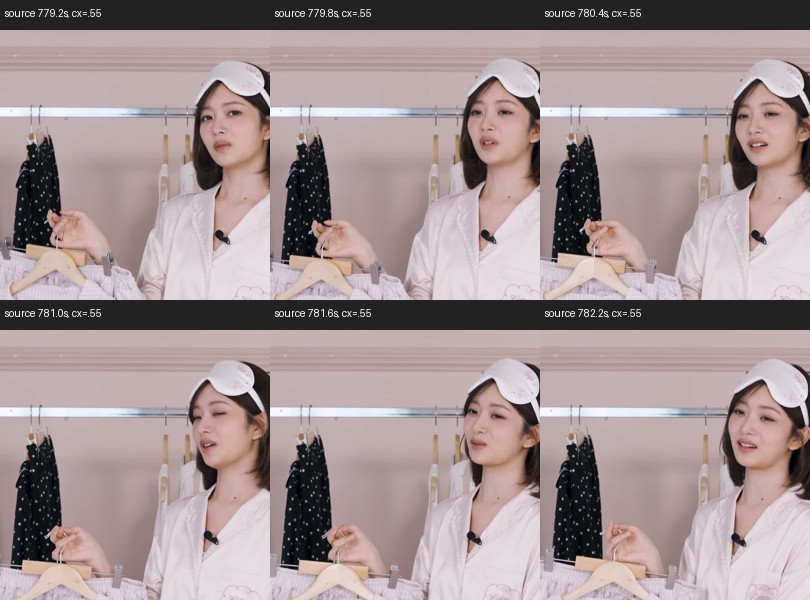 source 779.2s, cx=.55
source 779.8s, cx=.55
source 780.4s, cx=.55
source 781.0s, cx=.55
source 781.6s, cx=.55
source 782.2s, cx=.55